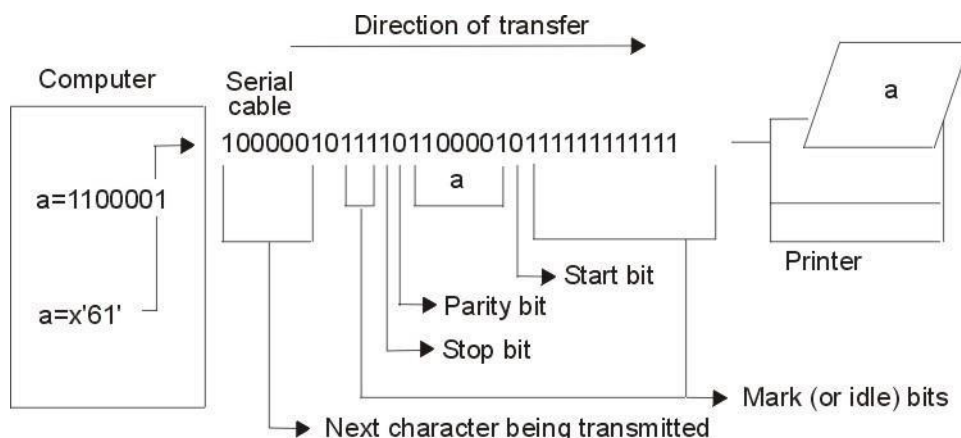 Direction of transfer
Computer
Serial
cable
a
1000001011110110000101111111111111
a
a=1100001
Start bit
Printer
Parity bit
a=x'61'
Stop bit
Mark (or idle) bits
Next character being transmitted